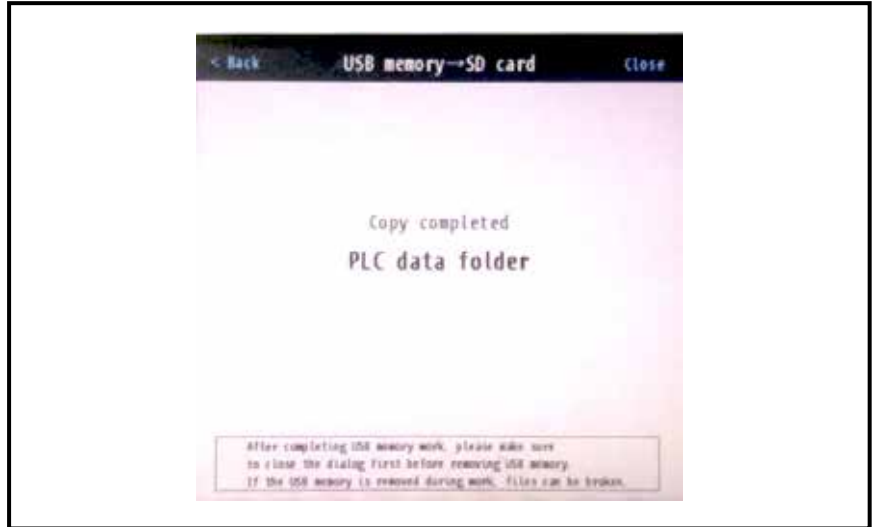 < Back USB memory→SD card Close
Copy completed
PLC data folder
After completing USB memory work, please make sure
to close the dialog first before removing USB memory.
If the USB memory is removed during work, files can be broken.